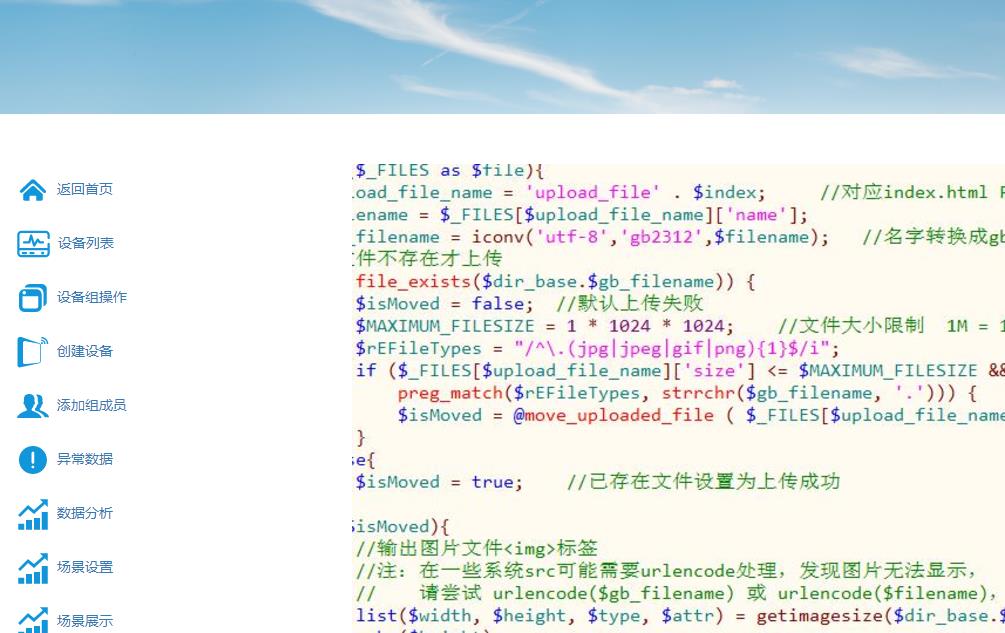 返回首页
设备列表
设备组操作
创建设备
添加组成员
异常数据
数据分析
场景设置
场景展示
$_FILES as $file){
oad_file_name = 'upload_file' . $index; //对应index.html
ename = $_FILES[$upload_file_name]['name'];
_filename = iconv('utf-8','gb2312',$filename); //名字转换成gb
件不存在才上传
file_exists($dir_base.$gb_filename)) {
$isMoved = false; //默认上传失败
$MAXIMUM_FILESIZE = 1 * 1024 * 1024; //文件大小限制 1M = 1
$rEFileTypes = "/^\.(jpg|jpeg|gif|png){1}$/i";
if ($_FILES[$upload_file_name]['size'] <= $MAXIMUM_FILESIZE &&
preg_match($rEFileTypes, strrchr($gb_filename, '.'))) {
$isMoved = @move_uploaded_file ( $_FILES[$upload_file_name
}
se{
$isMoved = true; //已存在文件设置为上传成功
$isMoved){
//输出图片文件<img>标签
//注：在一些系统src可能需要urlencode处理，发现图片无法显示，
// 请尝试 urlencode($gb_filename) 或 urlencode($filename)，
list($width, $height, $type, $attr) = getimagesize($dir_base.$